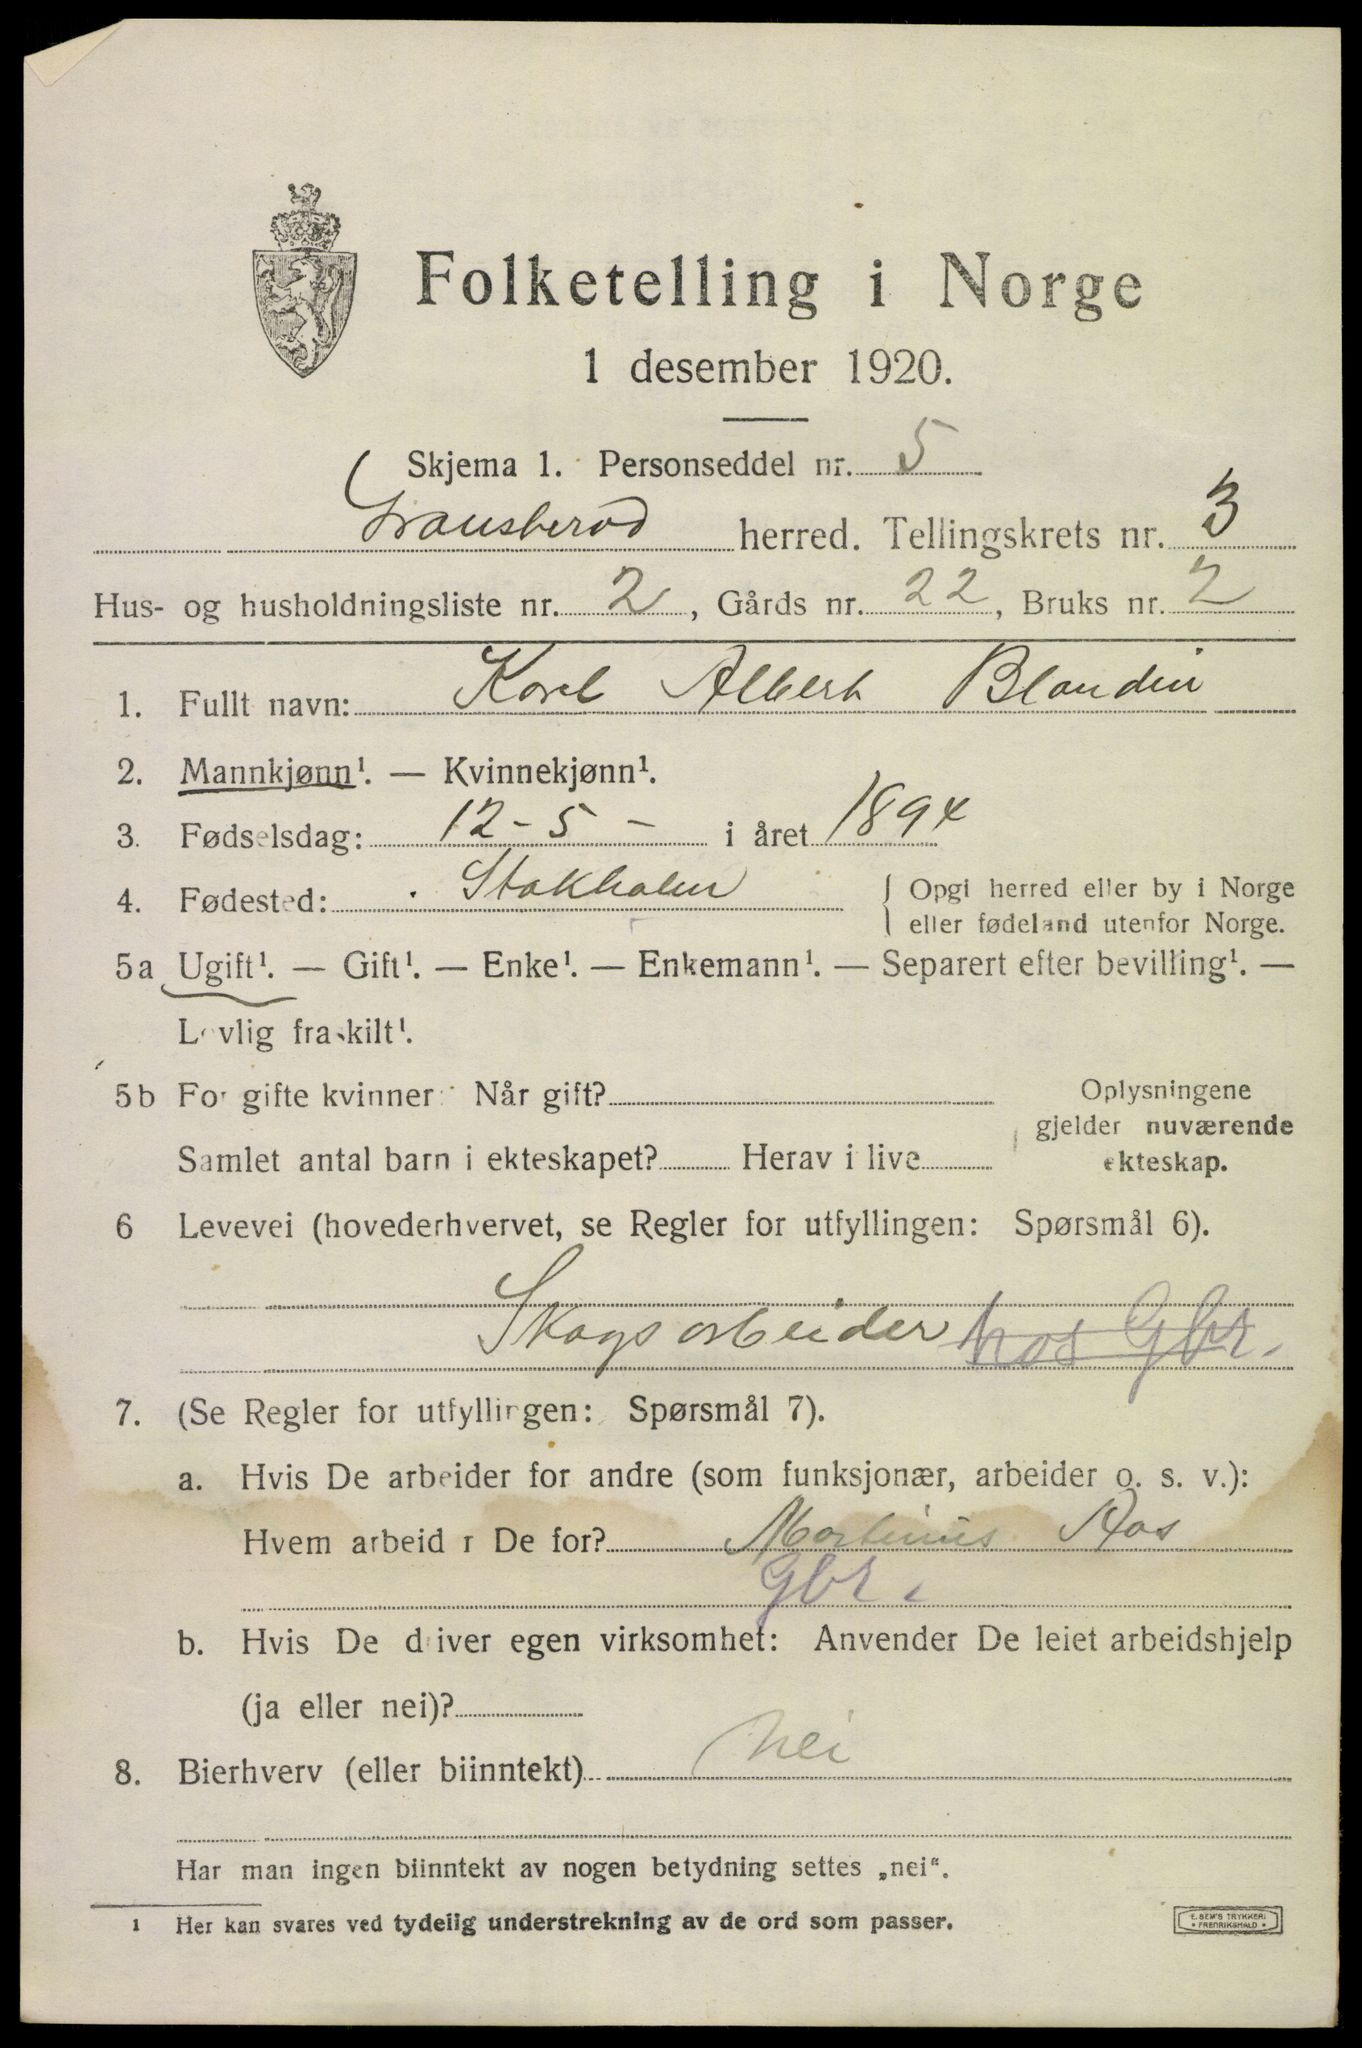 Folketelling i Norge
1 desember 1920.
Skjema 1. Personseddel nr. 5
herred. Tellingskrets nr. 3
Hus- og husholdningsliste nr. 2, Gårds nr. 22, Bruks nr. 2
1. Fullt navn: Karl Albert Blandin
2. Mannkjønn¹. — Kvinnekjønn¹.
3. Fødselsdag: 12-5- i året 1894
4. Fødested: Stokholm { Opgi herred eller by i Norge
eller fødeland utenfor Norge.
5a Ugift¹. — Gift¹. — Enke¹. — Enkemann¹. — Separert efter bevilling¹. —
Lovlig fraskilt¹.
5b For gifte kvinner: Når gift? Oplysningene
gjelder nuværende
Samlet antal barn i ekteskapet? Herav i live ekteskap.
6 Levevei (hovederhvervet, se Regler for utfyllingen: Spørsmål 6).
Skogsarbeider hos Gbr.
7. (Se Regler for utfyllingen: Spørsmål 7).
a. Hvis De arbeider for andre (som funksjonær, arbeider o. s. v.):
Hvem arbeider De for? Martinius Aas
Gbr.
b. Hvis De driver egen virksomhet: Anvender De leiet arbeidshjelp
(ja eller nei)?
8. Bierhverv (eller biinntekt) Nei
Har man ingen biinntekt av nogen betydning settes „nei“.
1 Her kan svares ved tydelig understrekning av de ord som passer.
E. SEM'S TRYKKERI
• FREDRIKSHALD •